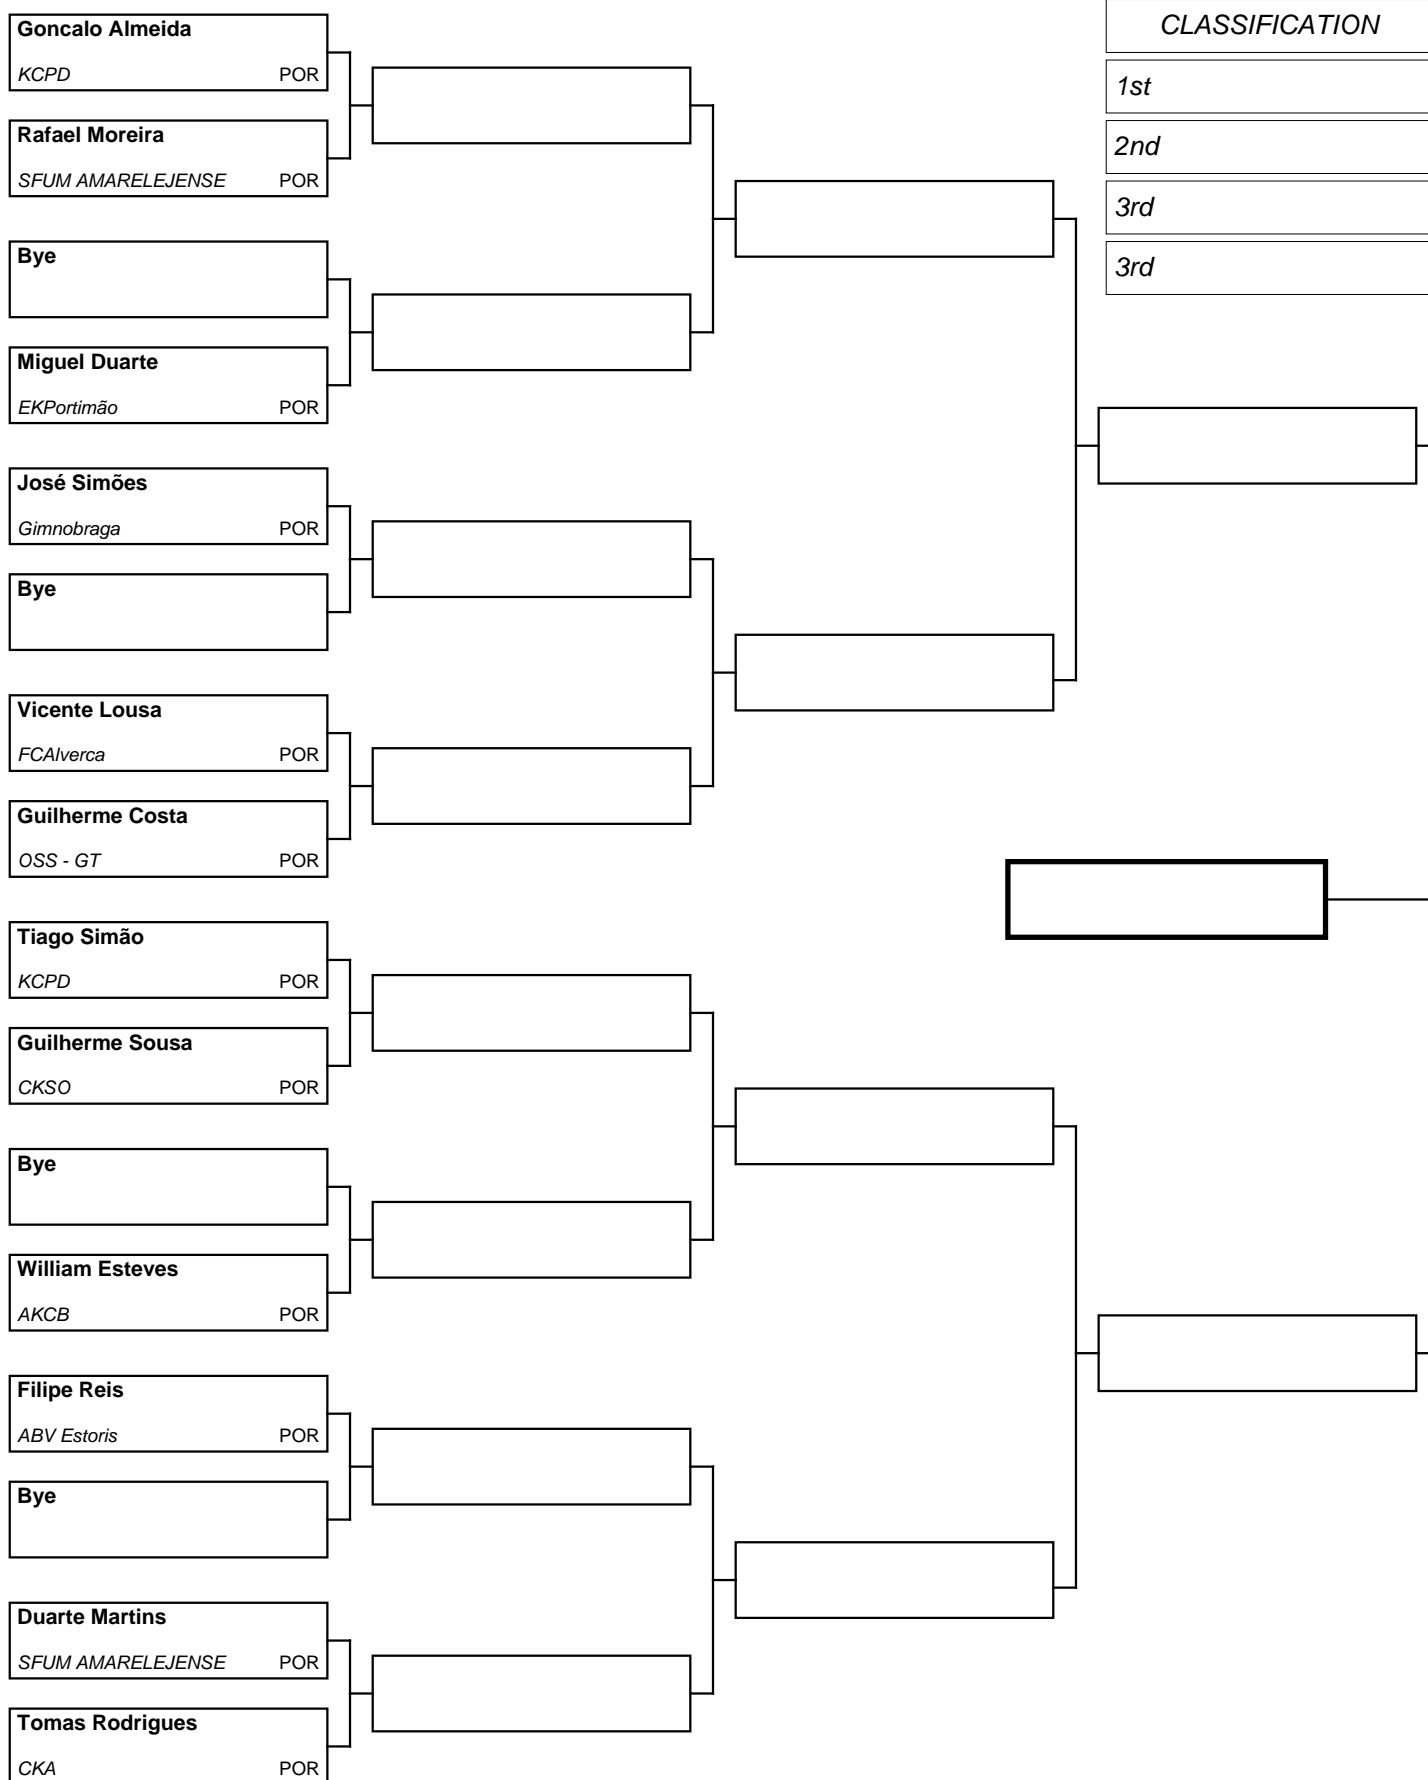 Goncalo Almeida
KCPD POR
Rafael Moreira
SFUM AMARELEJENSE POR
Bye
Miguel Duarte
EKPortimão POR
José Simões
Gimnobraga POR
Bye
Vicente Lousa
FCAlverca POR
Guilherme Costa
OSS - GT POR
Tiago Simão
KCPD POR
Guilherme Sousa
CKSO POR
Bye
William Esteves
AKCB POR
Filipe Reis
ABV Estoris POR
Bye
Duarte Martins
SFUM AMARELEJENSE POR
Tomas Rodrigues
CKA POR
CLASSIFICATION
1st
2nd
3rd
3rd